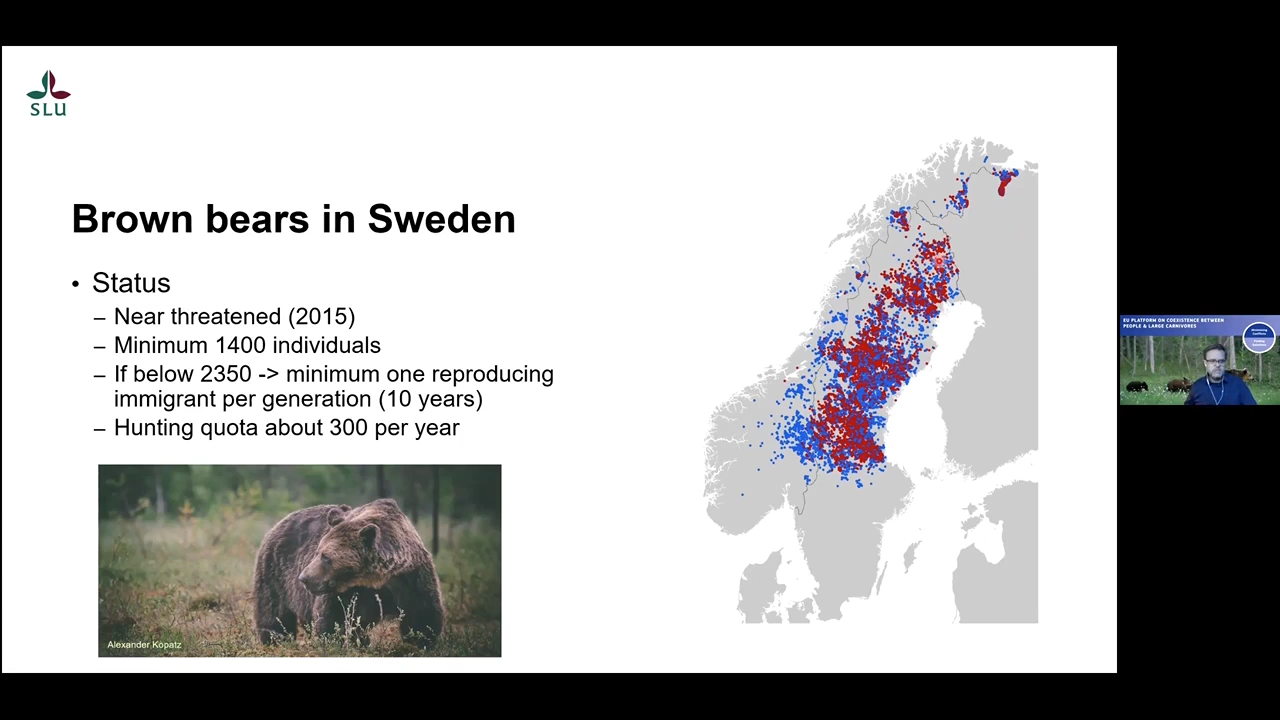 SLU
Brown bears in Sweden
• Status
– Near threatened (2015)
– Minimum 1400 individuals
– If below 2350 -> minimum one reproducing
immigrant per generation (10 years)
– Hunting quota about 300 per year
Alexander Kopatz
EU PLATFORM ON COEXISTENCE BETWEEN
PEOPLE & LARGE CARNIVORES